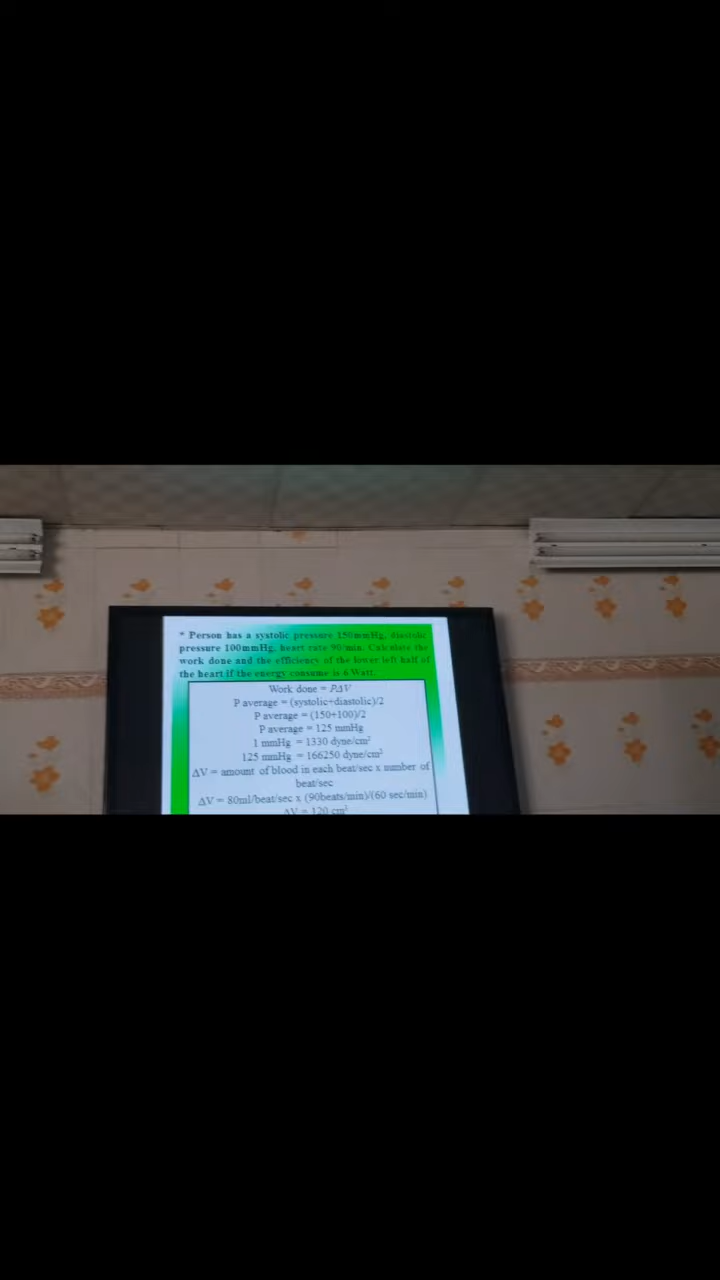 * Person has a systolic pressure 150mmHg, diastolic
pressure 100mmHg, heart rate 90/min. Calculate the
work done and the efficiency of the lower left half of
the heart if the energy consume is 6 Watt.
Work done = PΔV
P average = (systolic+diastolic)/2
P average = (150+100)/2
P average = 125 mmHg
1 mmHg = 1330 dyne/cm²
125 mmHg = 166250 dyne/cm²
ΔV = amount of blood in each beat/sec x number of
beat/sec
ΔV = 80ml/beat/sec x (90beats/min)/(60 sec/min)
ΔV = 120 cm³